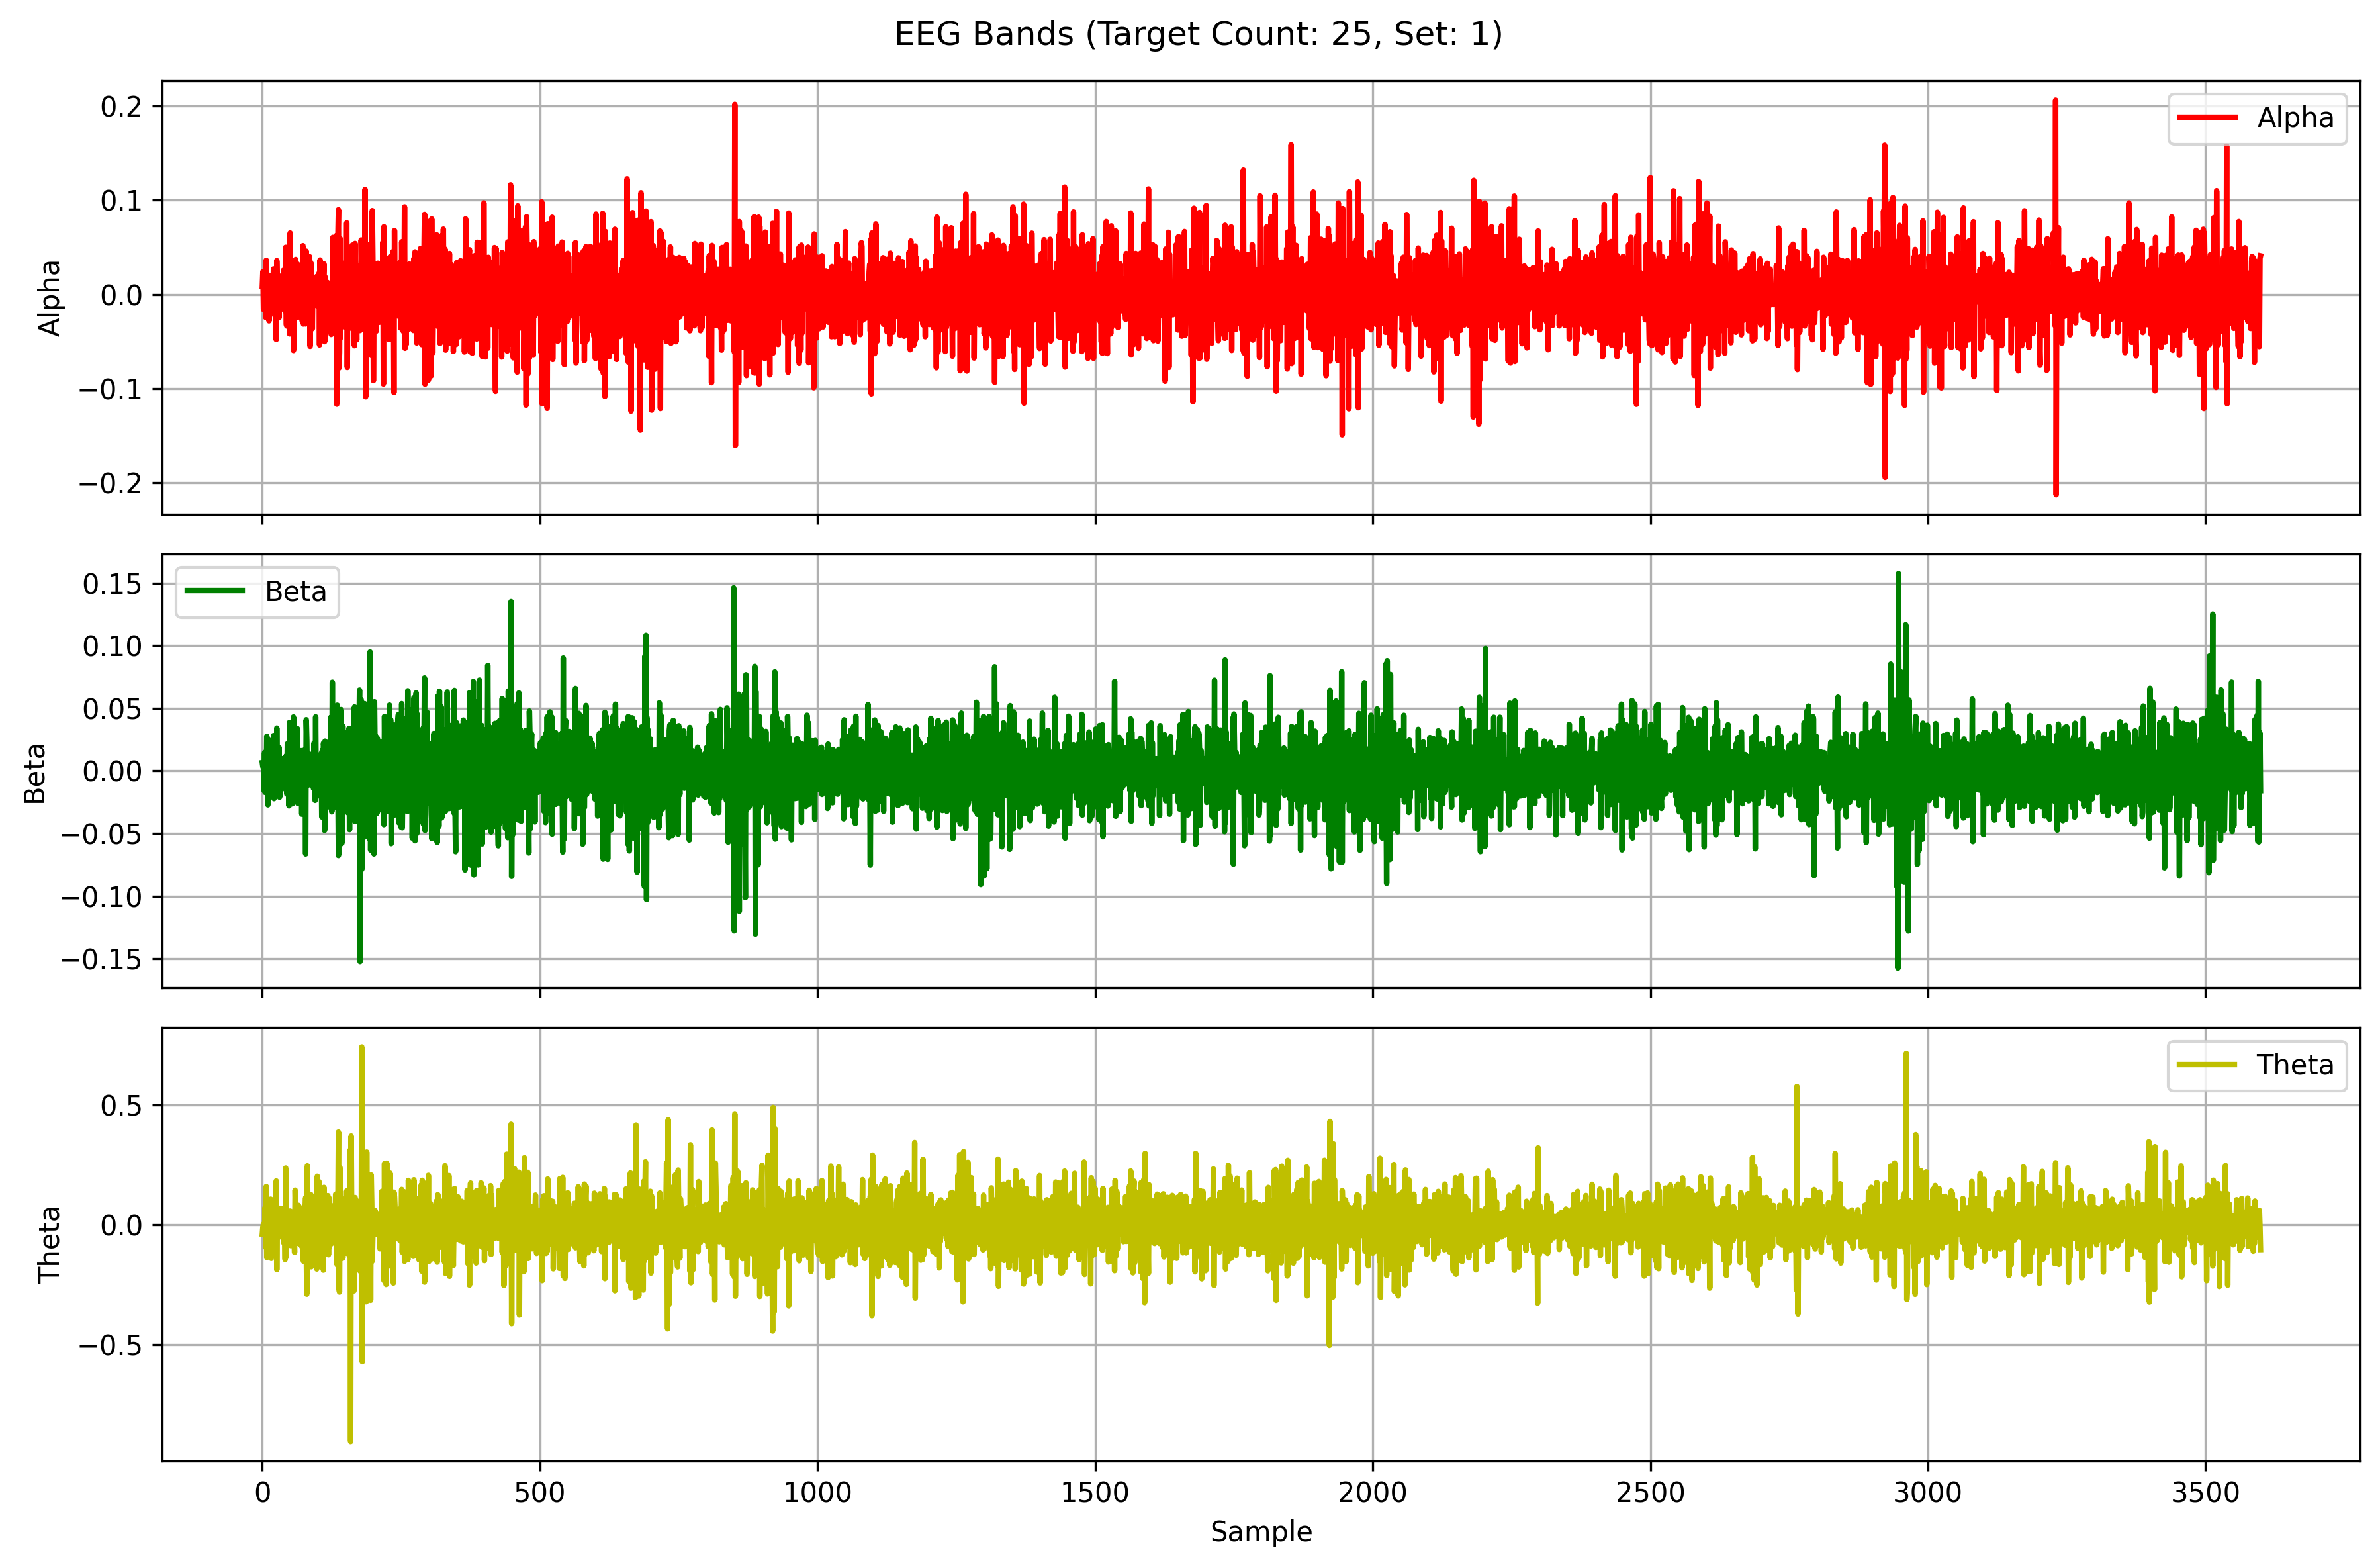 EEG Bands (Target Count: 25, Set: 1)
0.2
0.1
0.0
−0.1
−0.2
Alpha
Alpha
0.15
0.10
0.05
0.00
−0.05
−0.10
−0.15
Beta
Beta
0.5
0.0
−0.5
Theta
Theta
0 500 1000 1500 2000 2500 3000 3500
Sample